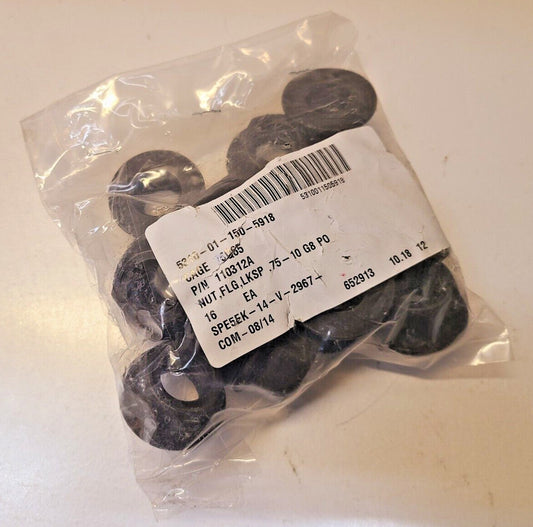 5310011505918
5310-01-150-5918
CAGE
P/N 110312A
NUT,FLG,LKSP .75-10 G8 PO
16 EA
SPE5EK-14-V-2967- 652913 10.18 12
COM-08/14